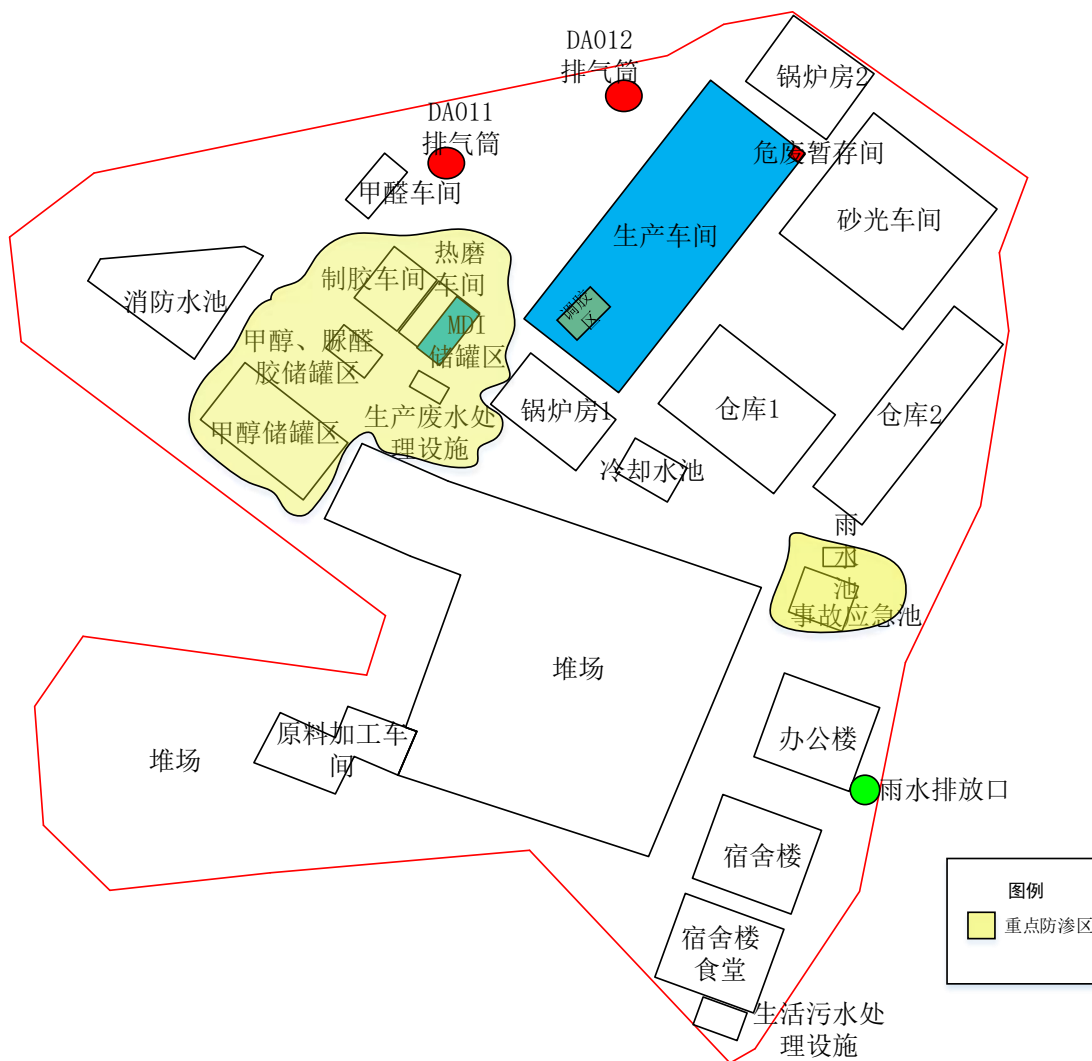 DA012
排气筒
锅炉房2
DA011
排气筒
危废暂存间
甲醛车间
砂光车间
生产车间
热磨
车间
制胶车间
消防水池
调胶
区
MDI
储罐区
甲醇、脲醛
胶储罐区
甲醇储罐区
生产废水处
理设施
锅炉房1
仓库1
仓库2
冷却水池
雨
水
池
事故应急池
堆场
原料加工车
间
堆场
办公楼
雨水排放口
宿舍楼
宿舍楼
食堂
生活污水处
理设施
图例
重点防渗区